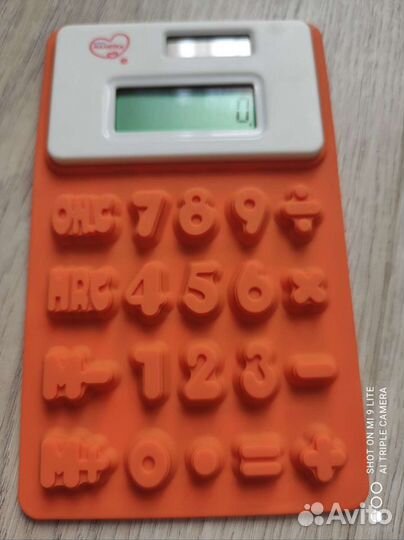 0
ON/C 7 8 9 ÷
MRC 4 5 6 ×
M- 1 2 3 -
M+ 0 . = +
SHOT ON MI 9 LITE
AI TRIPLE CAMERA
Avito